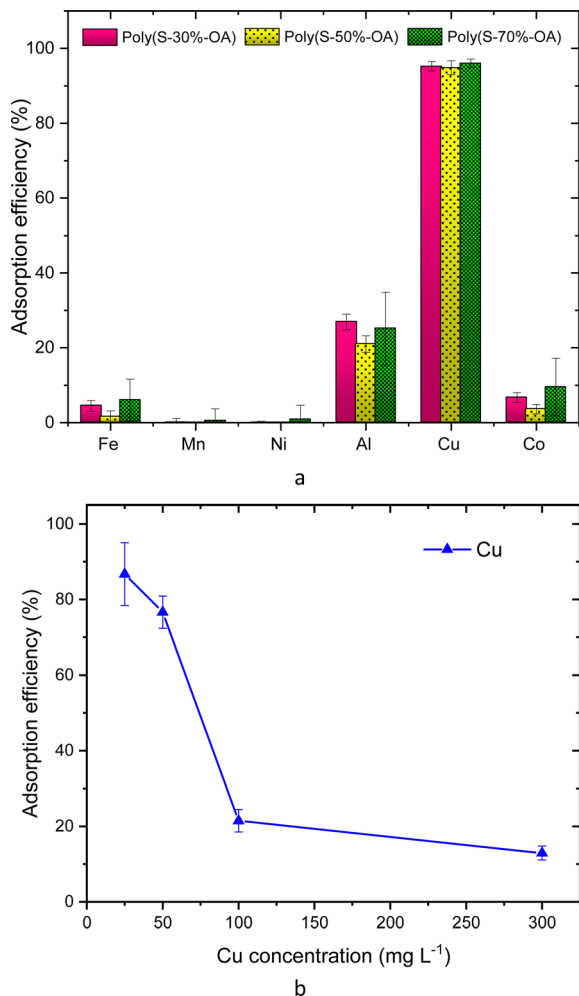 100
Poly(S-30%-OA) Poly(S-50%-OA) Poly(S-70%-OA)
80
60
40
20
0
Adsorption efficiency (%)
Fe Mn Ni Al Cu Co
a
100
Cu
80
60
40
20
0
Adsorption efficiency (%)
0 50 100 150 200 250 300
Cu concentration (mg L⁻¹)
b